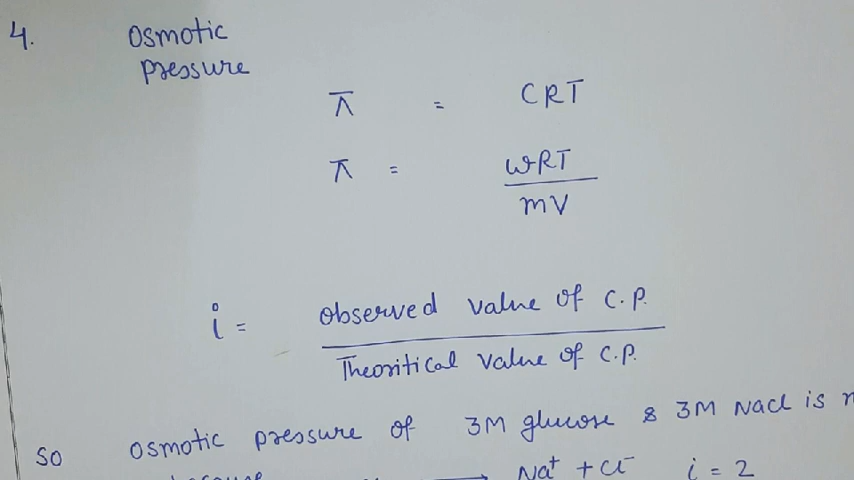 4. Osmotic
pressure
π = CRT
π = wRT
mV
i = observed value of C.P.
Theoritical value of C.P.
so osmotic pressure of 3M glucose & 3M Nacl is
Na⁺ + Cl⁻ i = 2